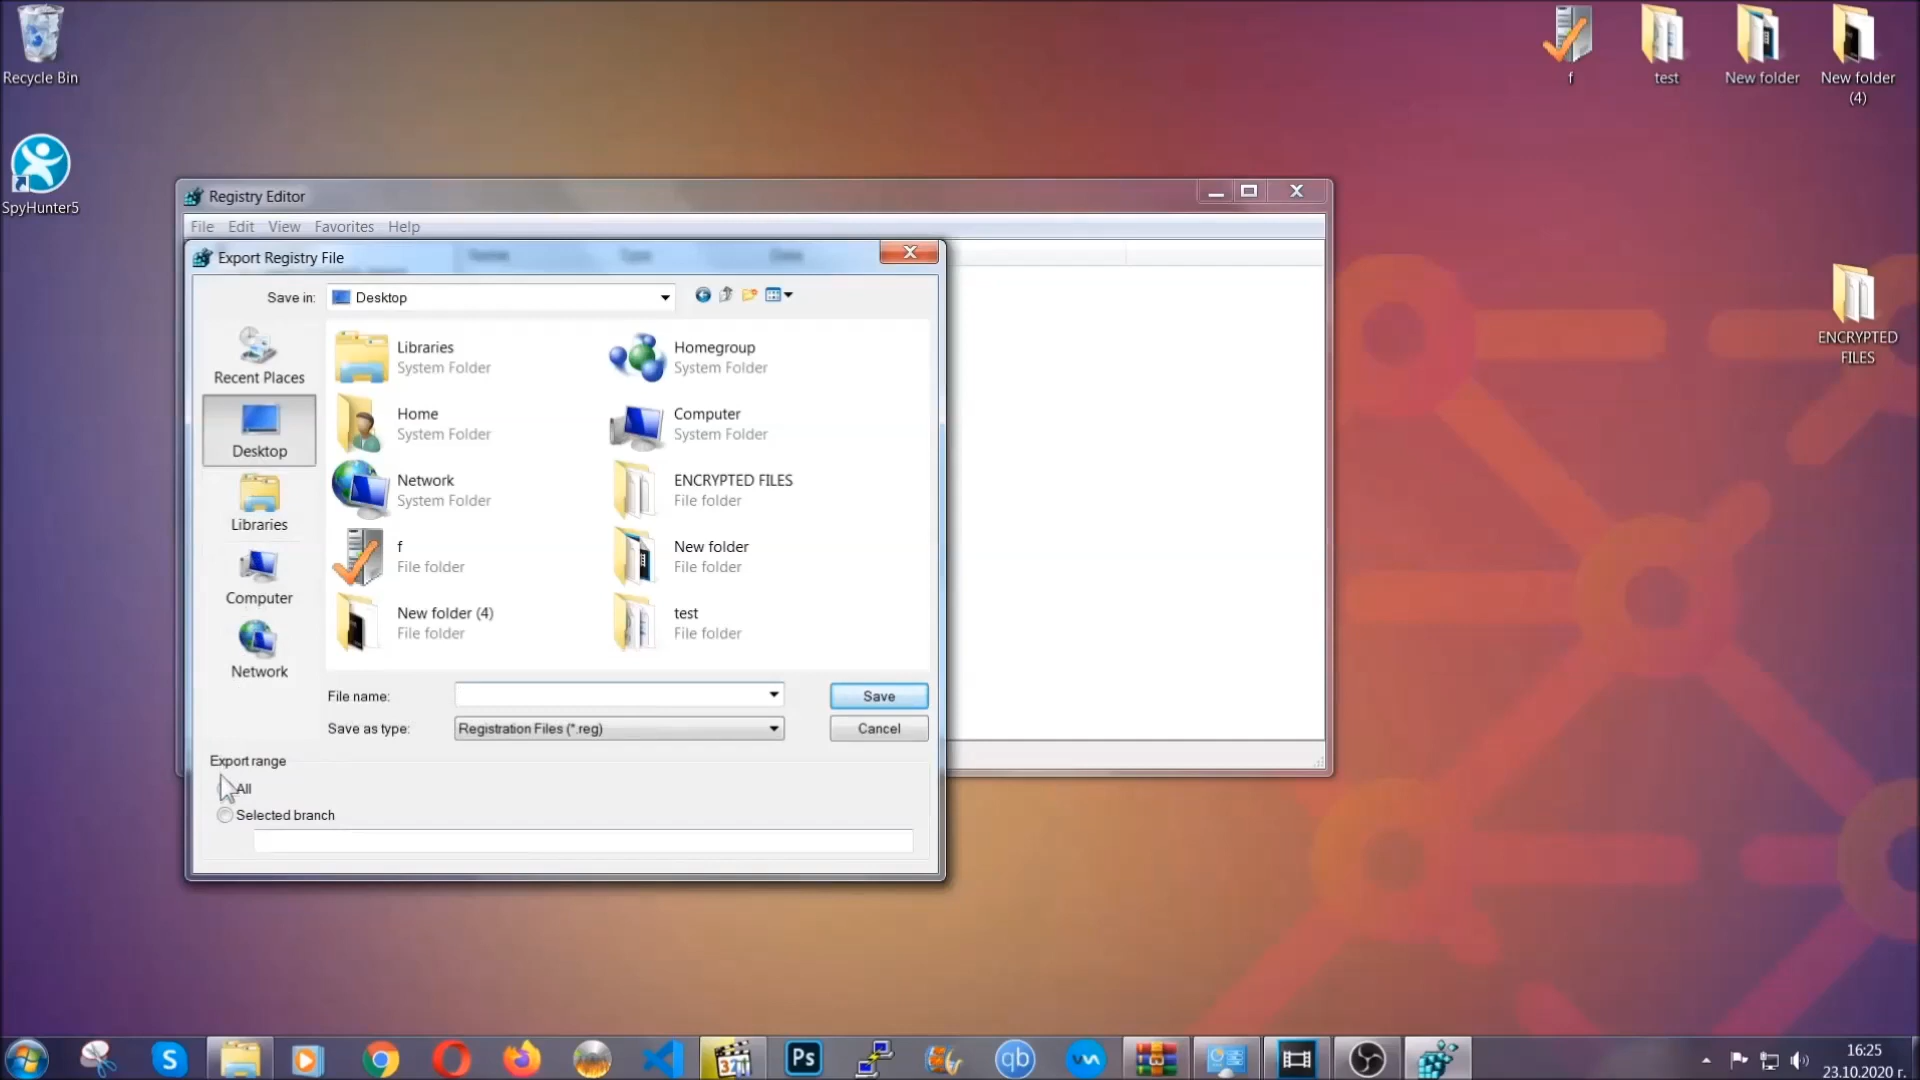 Recycle Bin
SpyHunter5
f
test
New folder
New folder
(4)
ENCRYPTED
FILES
Registry Editor
File Edit View Favorites Help
Export Registry File
Save in:
Desktop
Recent Places
Desktop
Libraries
Computer
Network
Libraries
System Folder
Homegroup
System Folder
Home
System Folder
Computer
System Folder
Network
System Folder
ENCRYPTED FILES
File folder
f
File folder
New folder
File folder
New folder (4)
File folder
test
File folder
File name:
Save
Save as type:
Registration Files (*.reg)
Cancel
Export range
All
Selected branch
S
321
Ps
qb
16:25
23.10.2020 г.